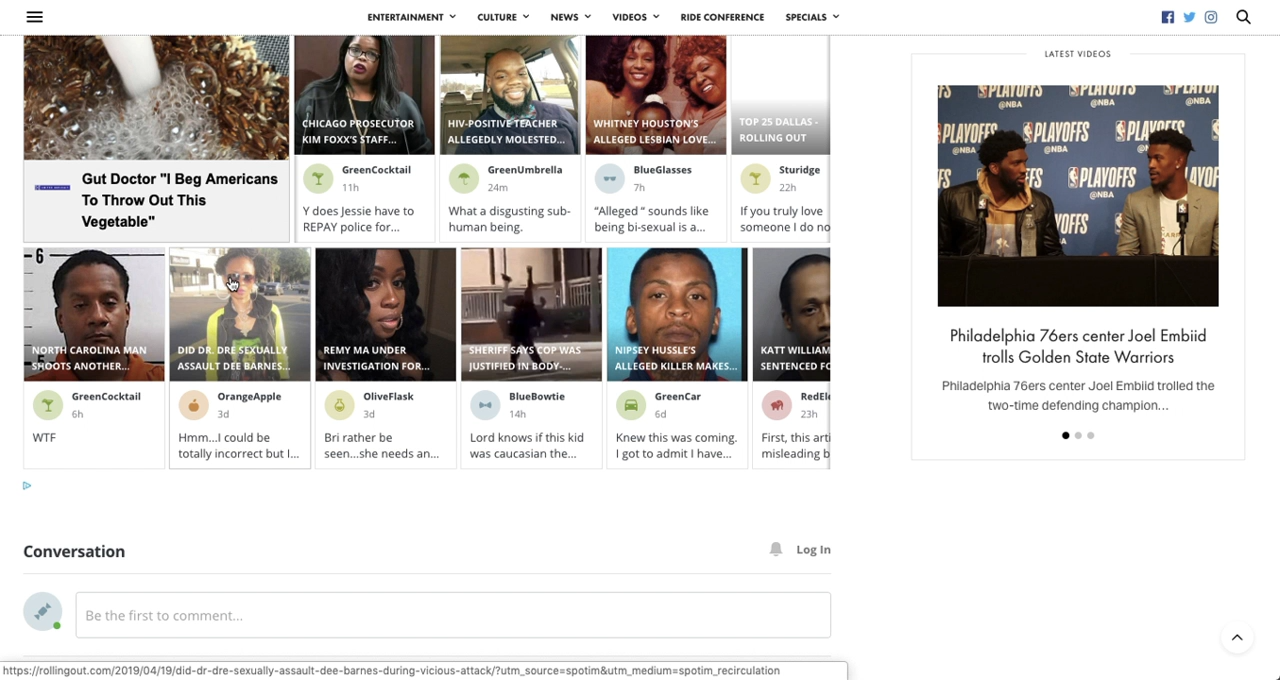 ENTERTAINMENT
CULTURE
NEWS
VIDEOS
RIDE CONFERENCE
SPECIALS
CHICAGO PROSECUTOR
KIM FOXX'S STAFF...
GreenCocktail
11h
Y does Jessie have to
REPAY police for...
HIV-POSITIVE TEACHER
ALLEGEDLY MOLESTED...
GreenUmbrella
24m
What a disgusting sub-
human being.
WHITNEY HOUSTON'S
ALLEGED LESBIAN LOVE...
BlueGlasses
7h
“Alleged “ sounds like
being bi-sexual is a...
TOP 25 DALLAS -
ROLLING OUT
Sturidge
22h
If you truly love
someone I do no
Gut Doctor "I Beg Americans
To Throw Out This
Vegetable"
NORTH CAROLINA MAN
SHOOTS ANOTHER...
GreenCocktail
6h
WTF
DID DR. DRE SEXUALLY
ASSAULT DEE BARNES...
OrangeApple
3d
Hmm...I could be
totally incorrect but I...
REMY MA UNDER
INVESTIGATION FOR...
OliveFlask
3d
Bri rather be
seen...she needs an...
SHERIFF SAYS COP WAS
JUSTIFIED IN BODY-...
BlueBowtie
14h
Lord knows if this kid
was caucasian the...
NIPSEY HUSSLE'S
ALLEGED KILLER MAKES...
GreenCar
6d
Knew this was coming.
I got to admit I have...
KATT WILLIAM
SENTENCED FO
RedEle
23h
First, this arti
misleading b
Conversation
Log In
Be the first to comment...
LATEST VIDEOS
PLAYOFFS
@NBA
Philadelphia 76ers center Joel Embiid
trolls Golden State Warriors
Philadelphia 76ers center Joel Embiid trolled the
two-time defending champion...
https://rollingout.com/2019/04/19/did-dr-dre-sexually-assault-dee-barnes-during-vicious-attack/?utm_source=spotim&utm_medium=spotim_recirculation